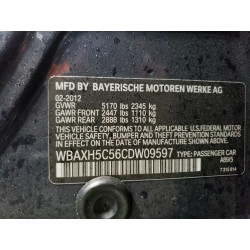 MFD BY BAYERISCHE MOTOREN WERKE AG
02-2012
GVWR 5170 lbs 2345 kg
GAWR FRONT 2447 lbs 1110 kg
GAWR REAR 2888 lbs 1310 kg
THIS VEHICLE CONFORMS TO ALL APPLICABLE U.S. FEDERAL MOTOR
VEHICLE SAFETY, BUMPER AND THEFT PREVENTION STANDARDS
IN EFFECT ON THE DATE OF MANUFACTURE SHOWN ABOVE.
WBAXH5C56CDW09597 TYPE: PASSENGER CAR